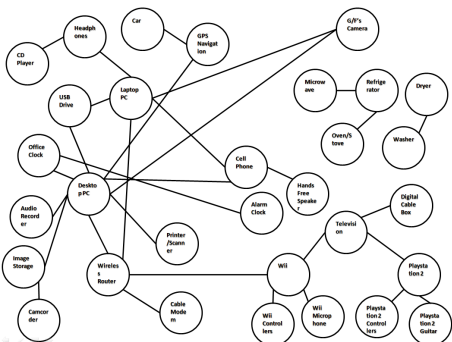 Headph
ones
Car
G/F's
Camera
GPS
Navigat
ion
CD
Player
Laptop
PC
Microw
ave
Refrige
rator
Dryer
USB
Drive
Oven/S
tove
Washer
Office
Clock
Cell
Phone
Deskto
p PC
Hands
Free
Speake
r
Digital
Cable
Box
Audio
Record
er
Alarm
Clock
Televisi
on
Printer
/Scann
er
Image
Storage
Wireles
s
Router
Wii
Playsta
tion 2
Cable
Mode
m
Camcor
der
Wii
Control
lers
Wii
Microp
hone
Playsta
tion 2
Control
lers
Playsta
tion 2
Guitar